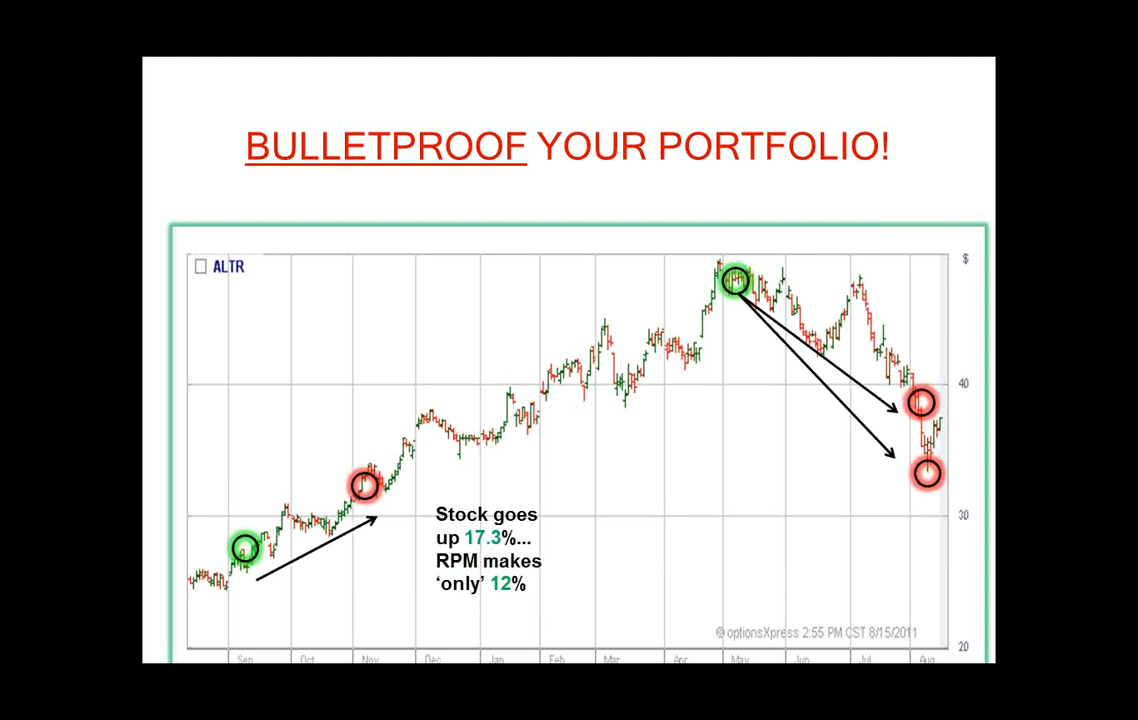 BULLETPROOF YOUR PORTFOLIO!
ALTR
$
40
Stock goes
up 17.3%...
RPM makes
‘only’ 12%
30
@optionsXpress 2:55 PM CST 8/15/2011
20
Sep Oct Nov Dec Jan Feb Mar Apr May Jun Jul Aug